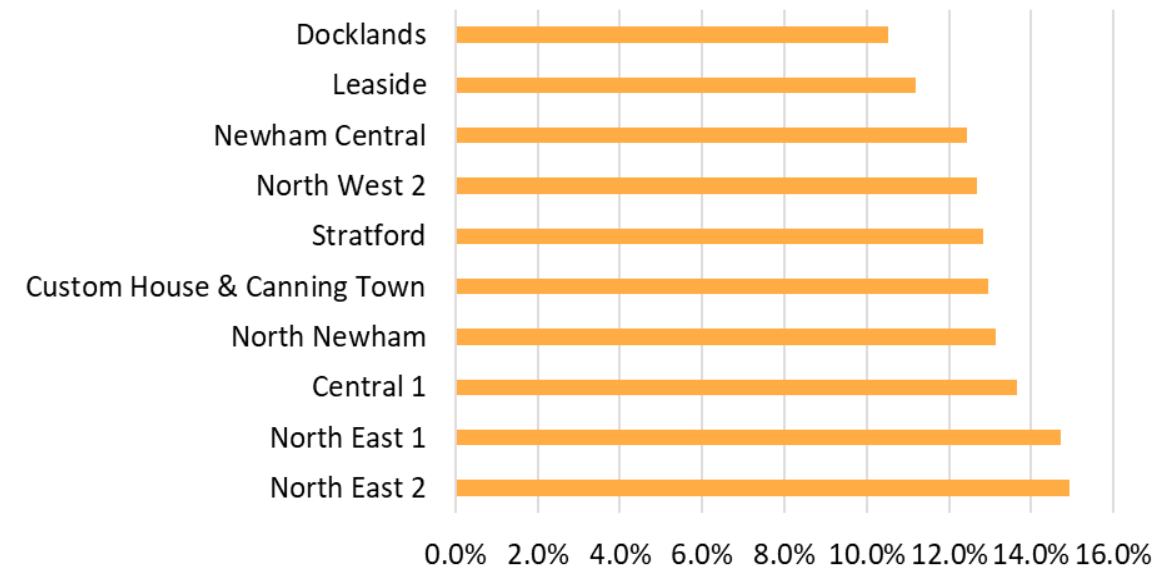 Docklands
Leaside
Newham Central
North West 2
Stratford
Custom House & Canning Town
North Newham
Central 1
North East 1
North East 2
0.0% 2.0% 4.0% 6.0% 8.0% 10.0% 12.0% 14.0% 16.0%